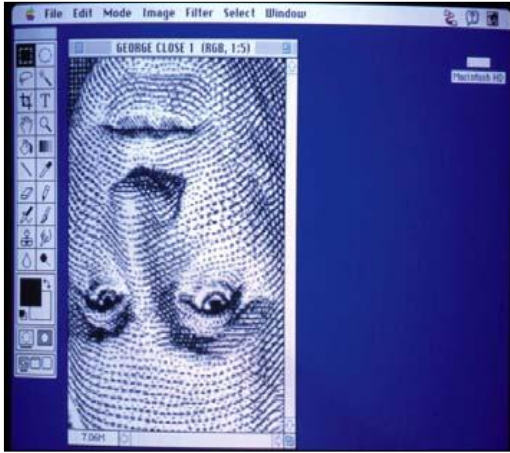 File Edit Mode Image Filter Select Window
GEORGE CLOSE 1 (RGB, 1:5)
Macintosh HD
T
7.06M